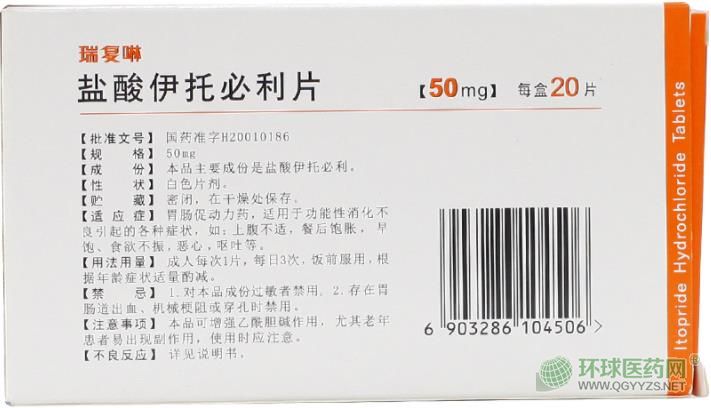 瑞复啉
盐酸伊托必利片
【50mg】 每盒20片
【批准文号】 国药准字H20010186
【规 格】 50mg
【成 份】 本品主要成份是盐酸伊托必利。
【性 状】 白色片剂。
【贮 藏】 密闭，在干燥处保存。
【适 应 症】 胃肠促动力药，适用于功能性消化不
良引起的各种症状，如：上腹不适，餐后饱胀，早
饱、食欲不振，恶心，呕吐等。
【用法用量】 成人每次1片，每日3次，饭前服用，根
据年龄症状适量酌减。
【禁 忌】 1.对本品成份过敏者禁用。2.存在胃
肠道出血、机械梗阻或穿孔时禁用。
【注意事项】 本品可增强乙酰胆碱作用，尤其老年
患者易出现副作用，使用时应注意。
【不良反应】 详见说明书。
6 903286 104506
Itopride Hydrochloride Tablets
环球医药网®
WWW.QGYYZS.NET